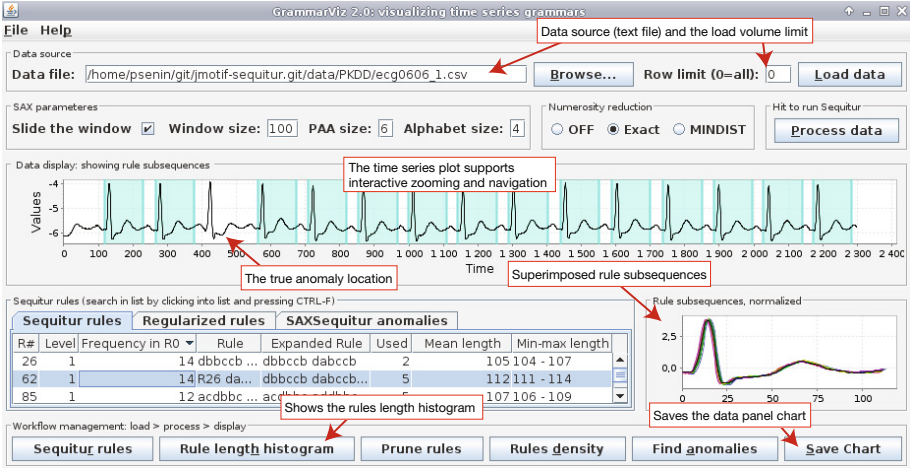 GrammarViz 2.0: visualizing time series grammars
File Help
Data source (text file) and the load volume limit
Data source
Data file: /home/psenin/git/jmotif-sequitur.git/data/PKDD/ecg0606_1.csv Browse... Row limit (0=all): 0 Load data
SAX parameteres
Slide the window Window size: 100 PAA size: 6 Alphabet size: 4
Numerosity reduction
OFF Exact MINDIST
Hit to run Sequitur
Process data
Data display: showing rule subsequences
The time series plot supports
interactive zooming and navigation
Values
-4
-5
-6
0 100 200 300 400 500 600 700 800 900 1 000 1 100 1 200 1 300 1 400 1 500 1 600 1 700 1 800 1 900 2 000 2 100 2 200 2 300 2 400
Time
The true anomaly location
Superimposed rule subsequences
Sequitur rules (search in list by clicking into list and pressing CTRL-F)
Sequitur rules Regularized rules SAXSequitur anomalies
R# Level Frequency in R0 Rule Expanded Rule Used Mean length Min-max length
26 1 14 dbbccb ... dbbccb dabccb 2 105 104 - 107
62 1 14 R26 da... dbbccb dabccb... 5 112 111 - 114
85 1 12 acdbbc ... 107 106 - 109
Shows the rules length histogram
Rule subsequences, normalized
2,5
0,0
0 25 50 75 100
Saves the data panel chart
Workflow management: load > process > display
Sequitur rules Rule length histogram Prune rules Rules density Find anomalies Save Chart